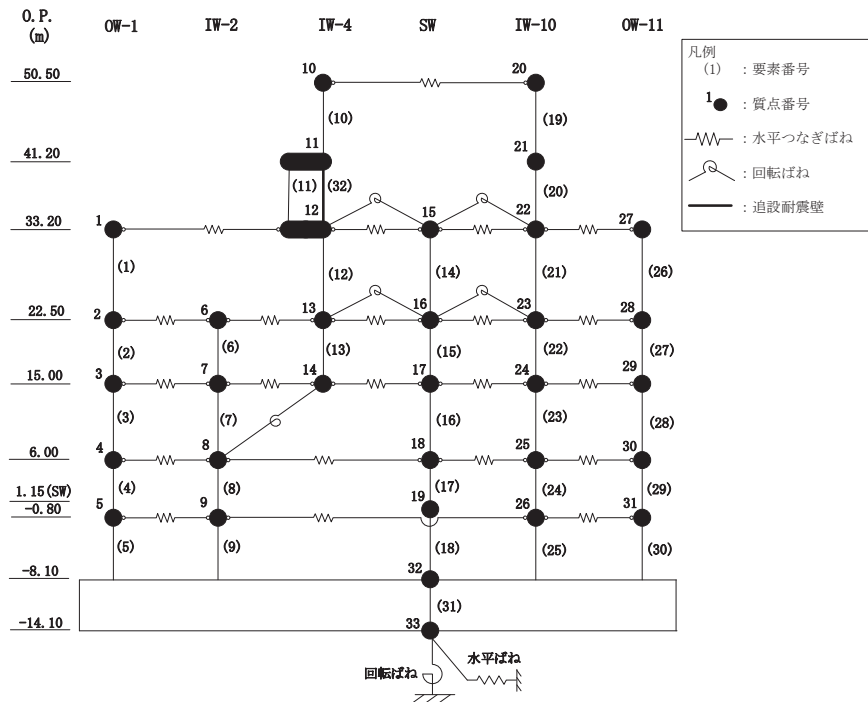 O.P.
(m)
OW-1 IW-2 IW-4 SW IW-10 OW-11
50.50
41.20
33.20
22.50
15.00
6.00
1.15(SW)
-0.80
-8.10
-14.10
10 20
(10) (19)
11 21
(11) (32) (20)
1 12 15 22 27
(1) (12) (14) (21) (26)
2 6 13 16 23 28
(2) (6) (13) (15) (22) (27)
3 7 14 17 24 29
(3) (7) (16) (23) (28)
4 8 18 25 30
(4) (8) (17) (24) (29)
5 9 19 26 31
(5) (9) (18) (25) (30)
32
(31)
33
回転ばね
水平ばね
凡例
(1) : 要素番号
1 : 質点番号
: 水平つなぎばね
: 回転ばね
: 追設耐震壁